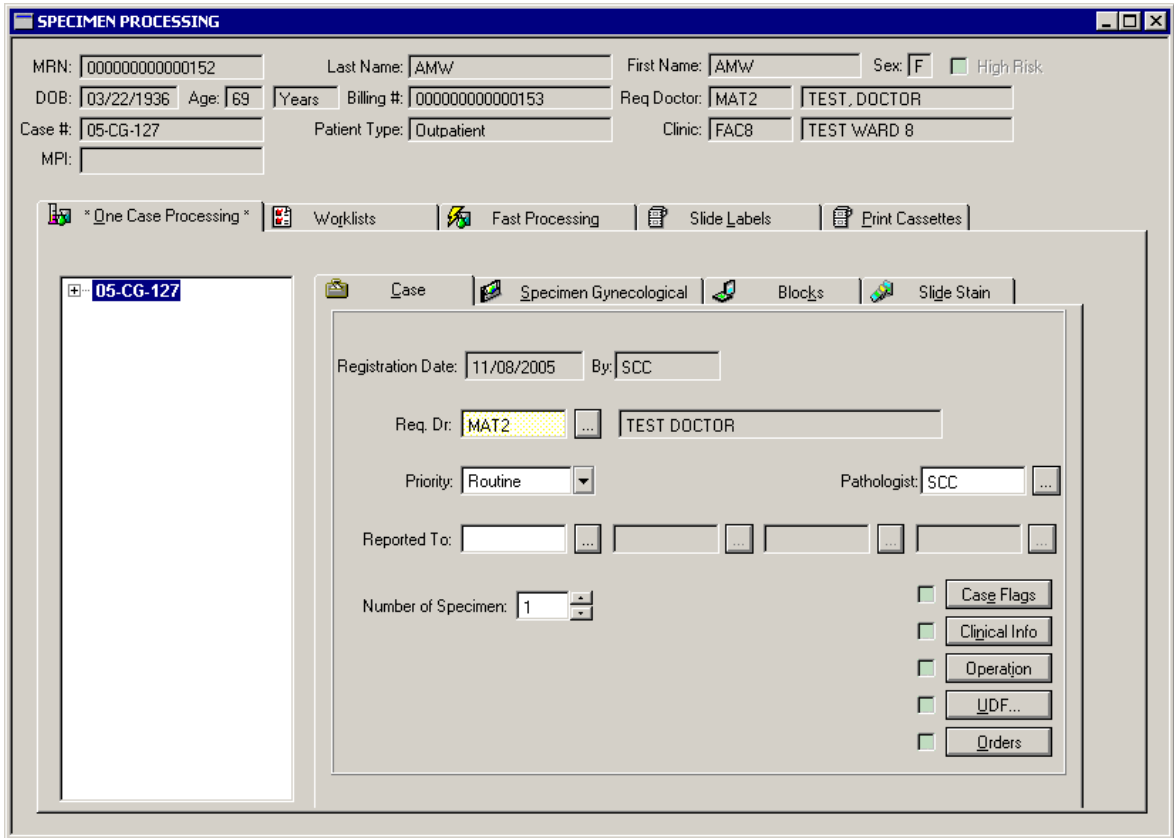 SPECIMEN PROCESSING
MRN: 000000000000152 Last Name: AMW First Name: AMW Sex: F High Risk
DOB: 03/22/1936 Age: 69 Years Billing #: 000000000000153 Req Doctor: MAT2 TEST, DOCTOR
Case #: 05-CG-127 Patient Type: Outpatient Clinic: FAC8 TEST WARD 8
MPI:
* One Case Processing * Worklists Fast Processing Slide Labels Print Cassettes
05-CG-127 Case Specimen Gynecological Blocks Slide Stain
Registration Date: 11/08/2005 By: SCC
Req. Dr: MAT2 ... TEST DOCTOR
Priority: Routine Pathologist: SCC ...
Reported To: ... ... ... ...
Number of Specimen: 1 Case Flags
Clinical Info
Operation
UDF...
Orders